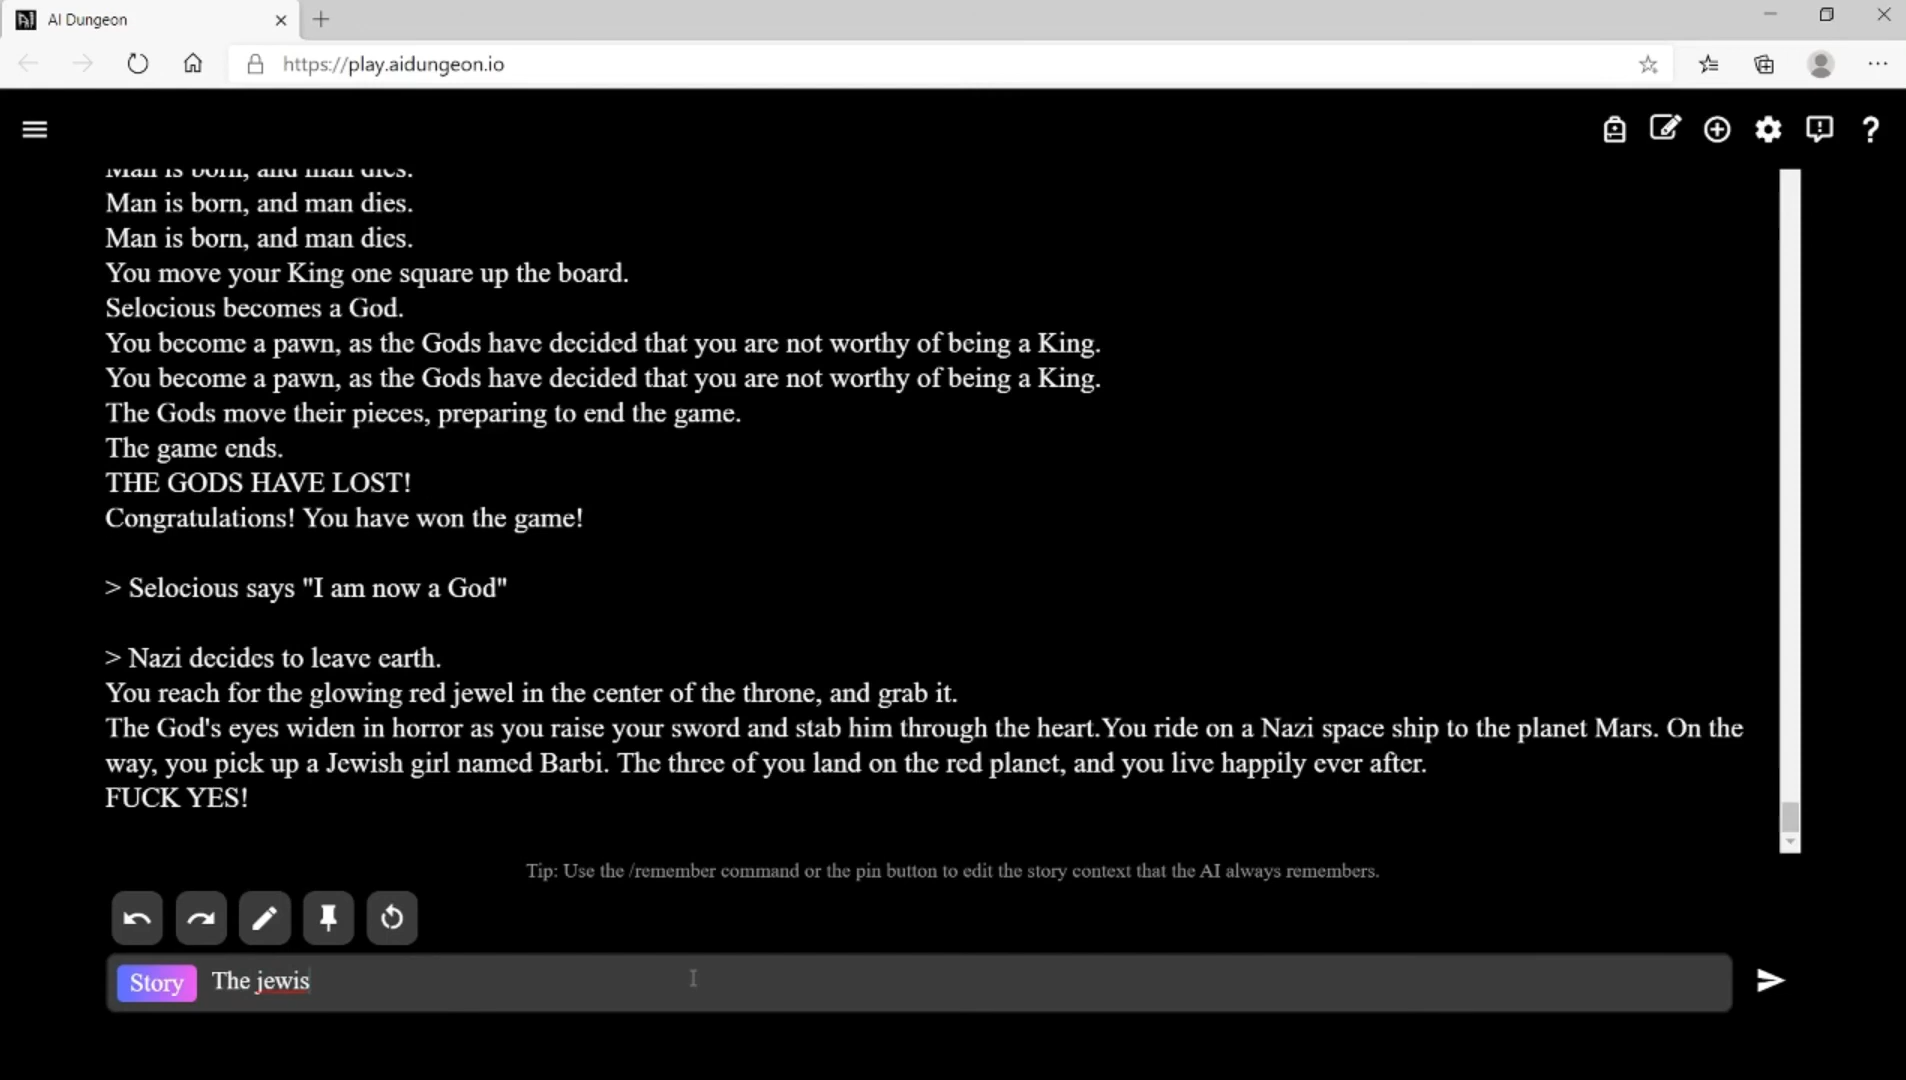 AI Dungeon
https://play.aidungeon.io
Man is born, and man dies.
Man is born, and man dies.
Man is born, and man dies.
You move your King one square up the board.
Selocious becomes a God.
You become a pawn, as the Gods have decided that you are not worthy of being a King.
You become a pawn, as the Gods have decided that you are not worthy of being a King.
The Gods move their pieces, preparing to end the game.
The game ends.
THE GODS HAVE LOST!
Congratulations! You have won the game!
> Selocious says "I am now a God"
> Nazi decides to leave earth.
You reach for the glowing red jewel in the center of the throne, and grab it.
The God's eyes widen in horror as you raise your sword and stab him through the heart.You ride on a Nazi space ship to the planet Mars. On the
way, you pick up a Jewish girl named Barbi. The three of you land on the red planet, and you live happily ever after.
FUCK YES!
Tip: Use the /remember command or the pin button to edit the story context that the AI always remembers.
Story The jewis